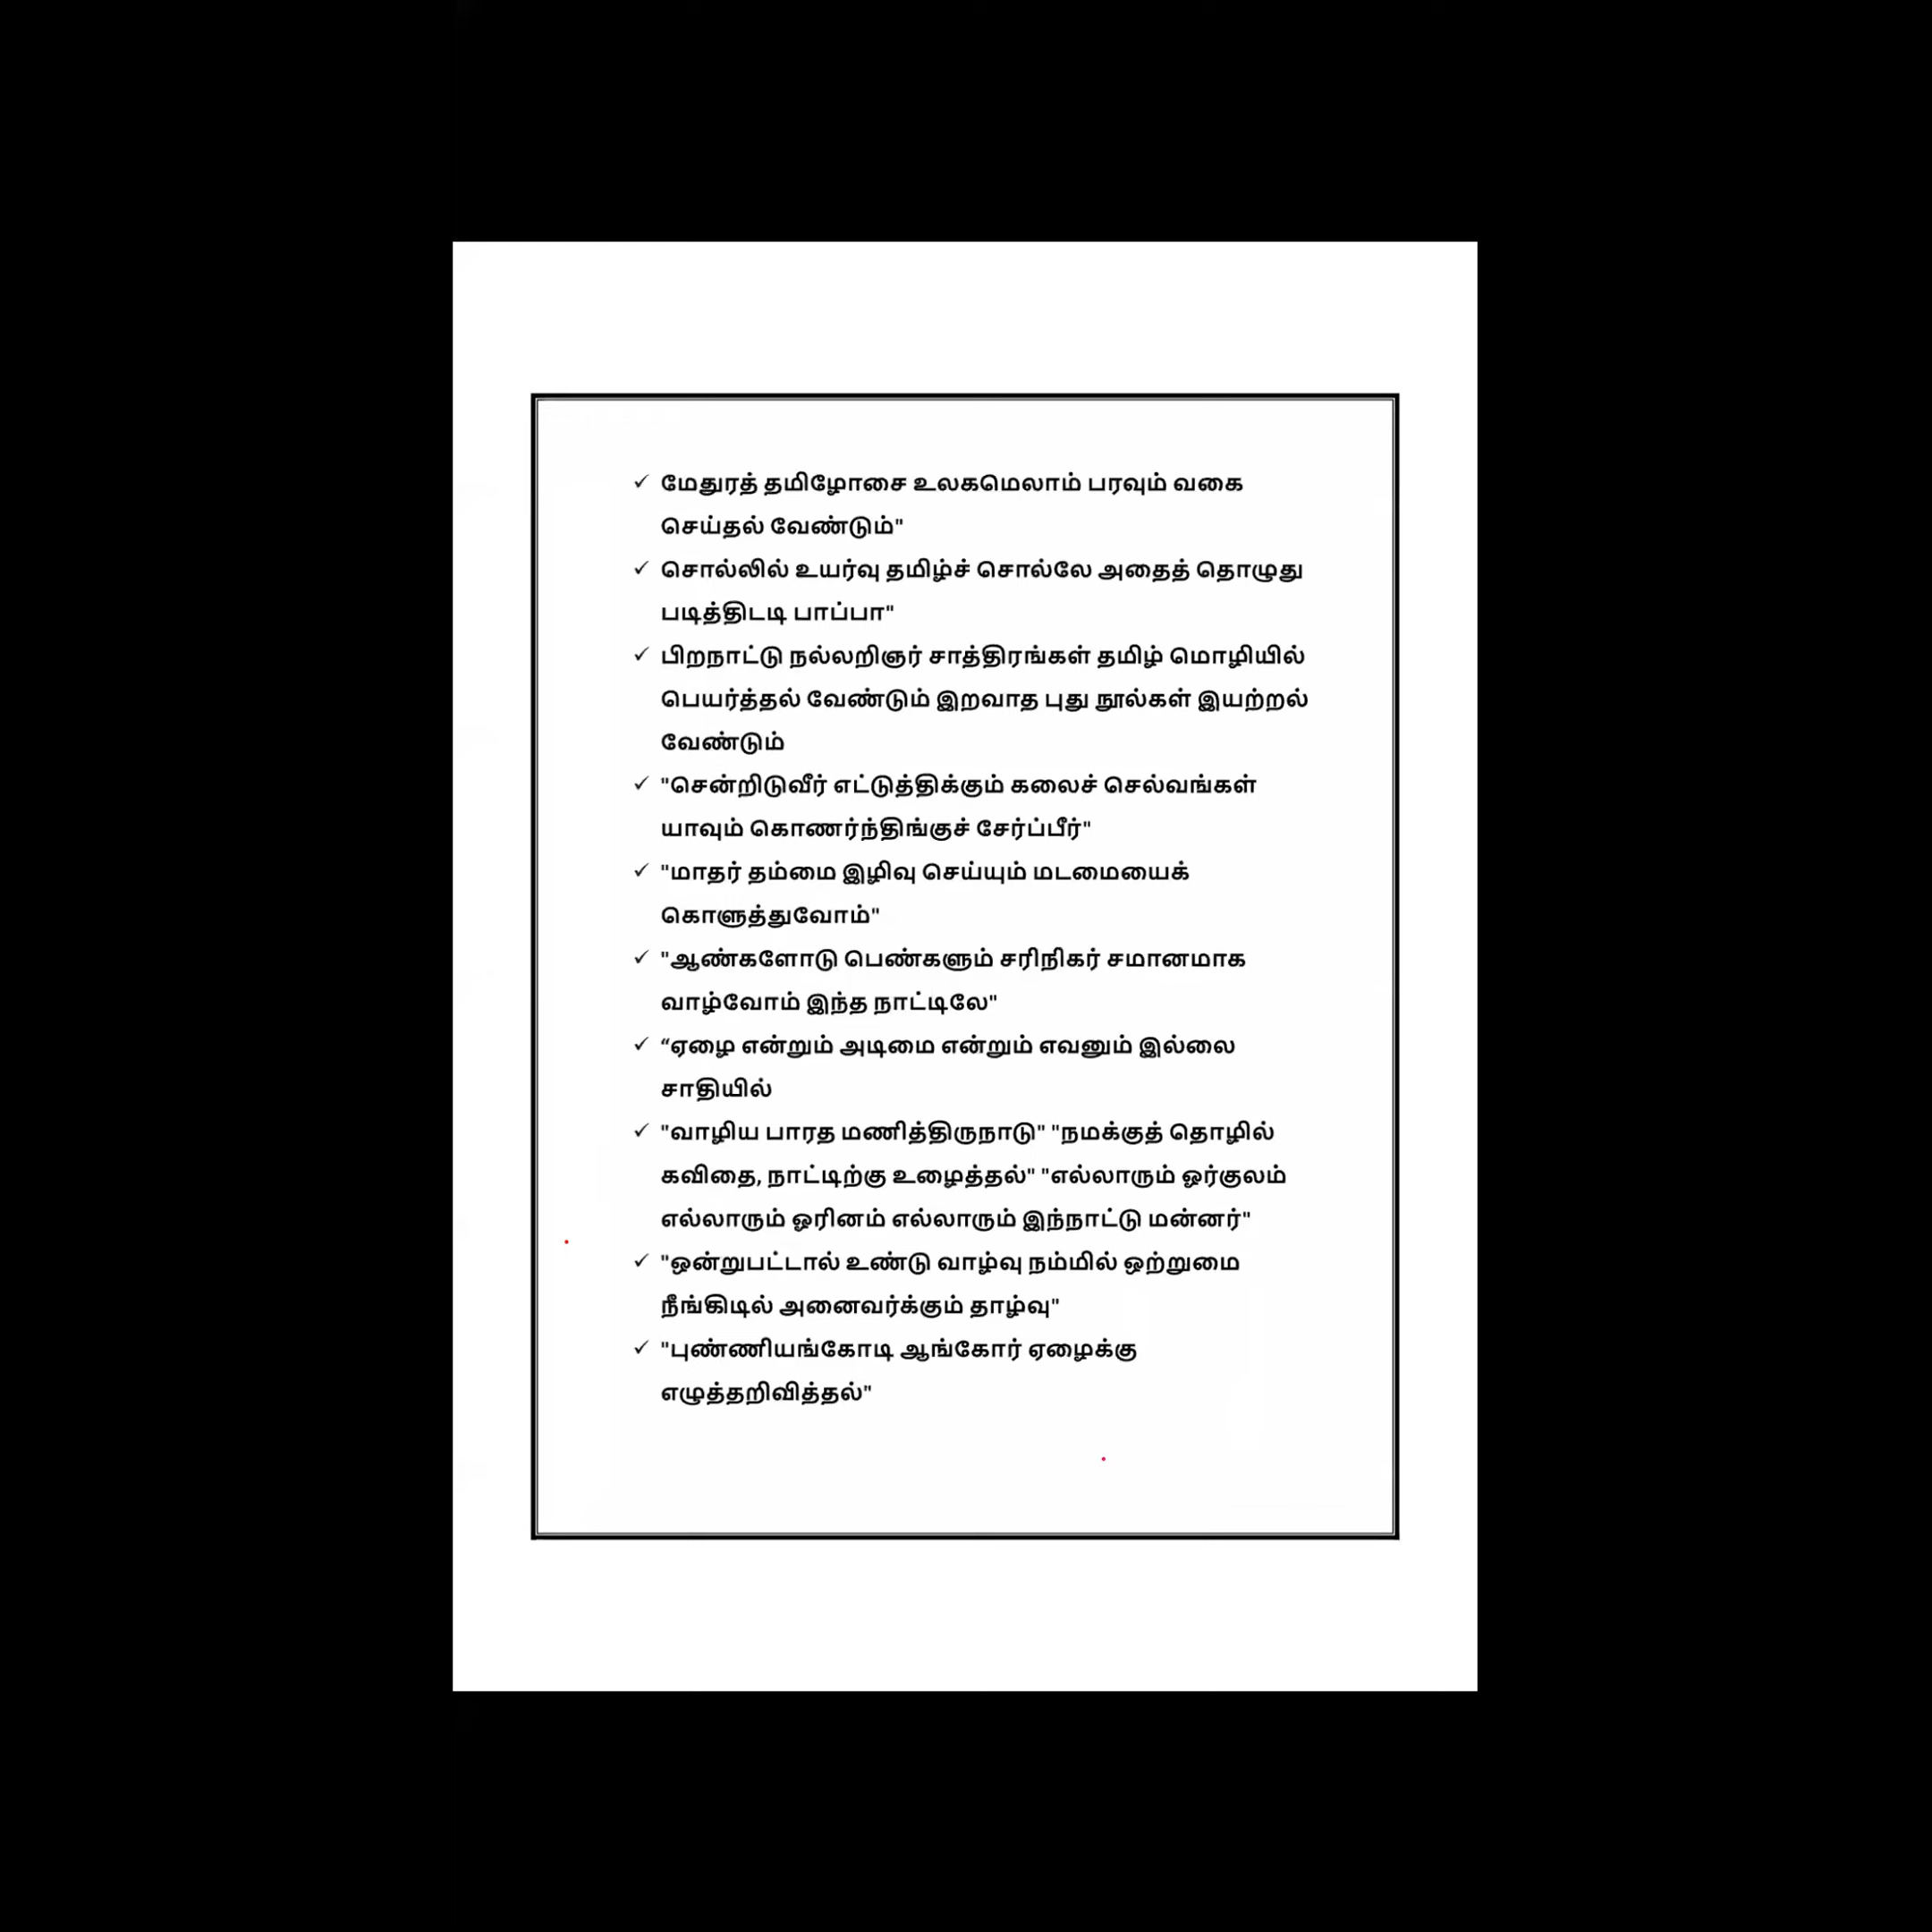 ✓ மேதுரத் தமிழோசை உலகமெலாம் பரவும் வகை
செய்தல் வேண்டும்"
✓ சொல்லில் உயர்வு தமிழ்ச் சொல்லே அதைத் தொழுது
படித்திடடி பாப்பா"
✓ பிறநாட்டு நல்லறிஞர் சாத்திரங்கள் தமிழ் மொழியில்
பெயர்த்தல் வேண்டும் இறவாத புது நூல்கள் இயற்றல்
வேண்டும்
✓ "சென்றிடுவீர் எட்டுத்திக்கும் கலைச் செல்வங்கள்
யாவும் கொணர்ந்திங்குச் சேர்ப்பீர்"
✓ "மாதர் தம்மை இழிவு செய்யும் மடமையைக்
கொளுத்துவோம்"
✓ "ஆண்களோடு பெண்களும் சரிநிகர் சமானமாக
வாழ்வோம் இந்த நாட்டிலே"
✓ “ஏழை என்றும் அடிமை என்றும் எவனும் இல்லை
சாதியில்
✓ "வாழிய பாரத மணித்திருநாடு" "நமக்குத் தொழில்
கவிதை, நாட்டிற்கு உழைத்தல்" "எல்லாரும் ஓர்குலம்
எல்லாரும் ஓரினம் எல்லாரும் இந்நாட்டு மன்னர்"
✓ "ஒன்றுபட்டால் உண்டு வாழ்வு நம்மில் ஒற்றுமை
நீங்கிடில் அனைவர்க்கும் தாழ்வு"
✓ "புண்ணியங்கோடி ஆங்கோர் ஏழைக்கு
எழுத்தறிவித்தல்"